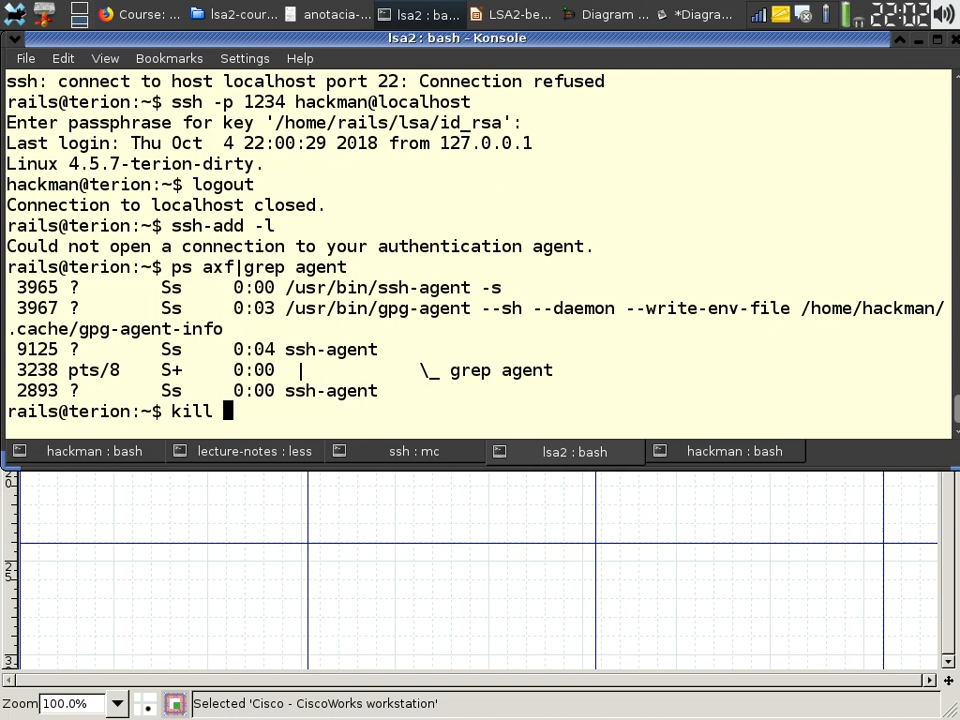 Course: ...
lsa2-cour...
anotacia-...
lsa2 : ba...
LSA2-be...
Diagram ...
*Diagra...
22:02
lsa2 : bash - Konsole
File Edit View Bookmarks Settings Help
ssh: connect to host localhost port 22: Connection refused
rails@terion:~$ ssh -p 1234 hackman@localhost
Enter passphrase for key '/home/rails/lsa/id_rsa':
Last login: Thu Oct  4 22:00:29 2018 from 127.0.0.1
Linux 4.5.7-terion-dirty.
hackman@terion:~$ logout
Connection to localhost closed.
rails@terion:~$ ssh-add -l
Could not open a connection to your authentication agent.
rails@terion:~$ ps axf|grep agent
 3965 ?        Ss     0:00 /usr/bin/ssh-agent -s
 3967 ?        Ss     0:03 /usr/bin/gpg-agent --sh --daemon --write-env-file /home/hackman/
.cache/gpg-agent-info
 9125 ?        Ss     0:04 ssh-agent
 3238 pts/8    S+     0:00  |           \_ grep agent
 2893 ?        Ss     0:00 ssh-agent
rails@terion:~$ kill
hackman : bash
lecture-notes : less
ssh : mc
lsa2 : bash
hackman : bash
Zoom 100.0% Selected 'Cisco - CiscoWorks workstation'